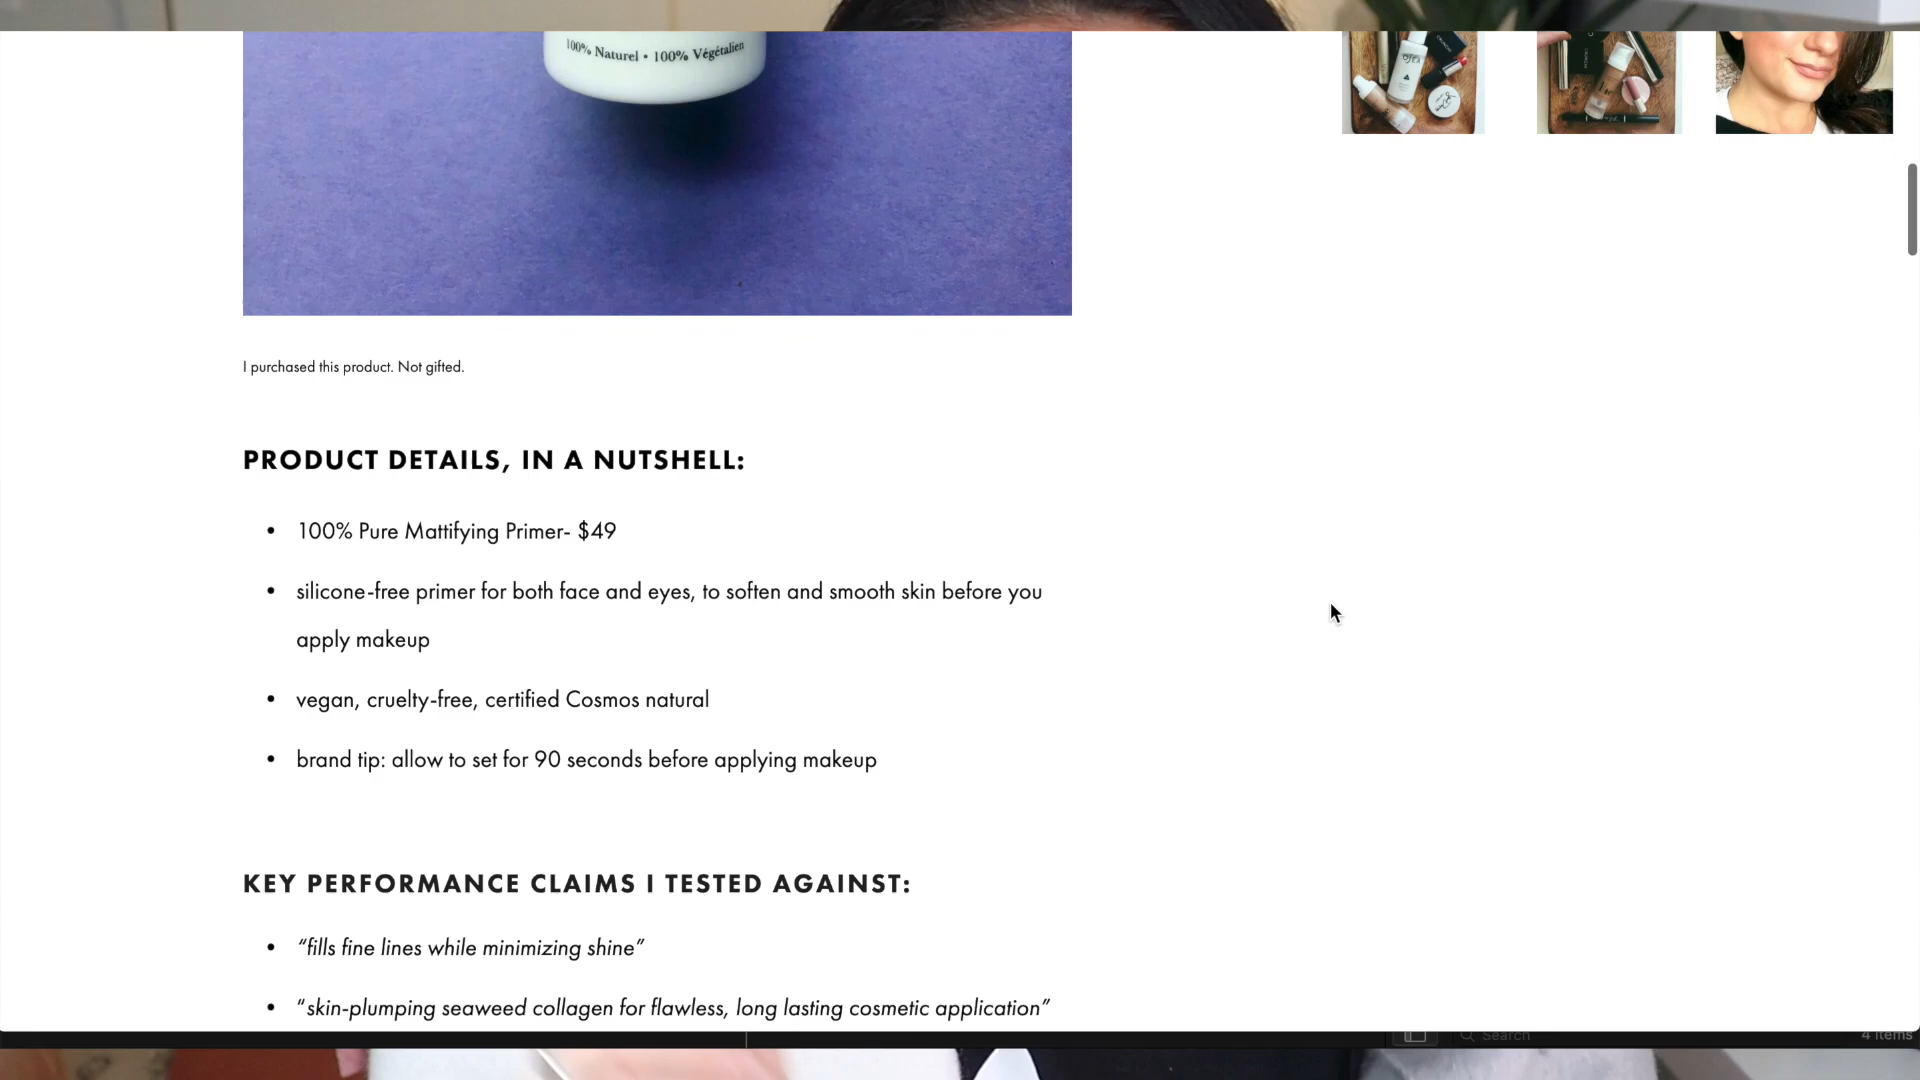 100% Naturel • 100% Végétalien
I purchased this product. Not gifted.
PRODUCT DETAILS, IN A NUTSHELL:
• 100% Pure Mattifying Primer- $49
• silicone-free primer for both face and eyes, to soften and smooth skin before you
apply makeup
• vegan, cruelty-free, certified Cosmos natural
• brand tip: allow to set for 90 seconds before applying makeup
KEY PERFORMANCE CLAIMS I TESTED AGAINST:
• “fills fine lines while minimizing shine”
• “skin-plumping seaweed collagen for flawless, long lasting cosmetic application”
Search
4 items